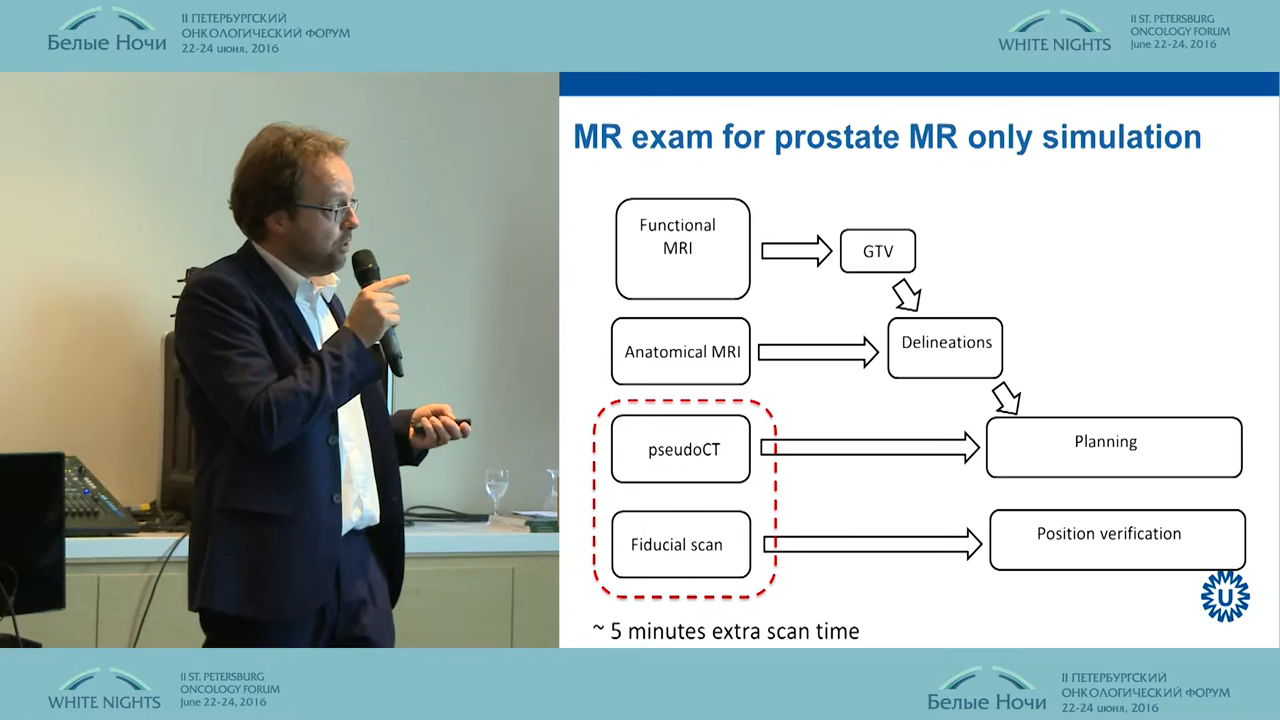 II ПЕТЕРБУРГСКИЙ
ОНКОЛОГИЧЕСКИЙ ФОРУМ
Белые Ночи
22-24 июня, 2016
II ST. PETERSBURG
ONCOLOGY FORUM
WHITE NIGHTS
June 22-24, 2016
MR exam for prostate MR only simulation
Functional
MRI
GTV
Anatomical MRI
Delineations
pseudoCT
Planning
Fiducial scan
Position verification
U
~ 5 minutes extra scan time
II ST. PETERSBURG
ONCOLOGY FORUM
WHITE NIGHTS
June 22-24, 2016
II ПЕТЕРБУРГСКИЙ
ОНКОЛОГИЧЕСКИЙ ФОРУМ
Белые Ночи
22-24 июня, 2016